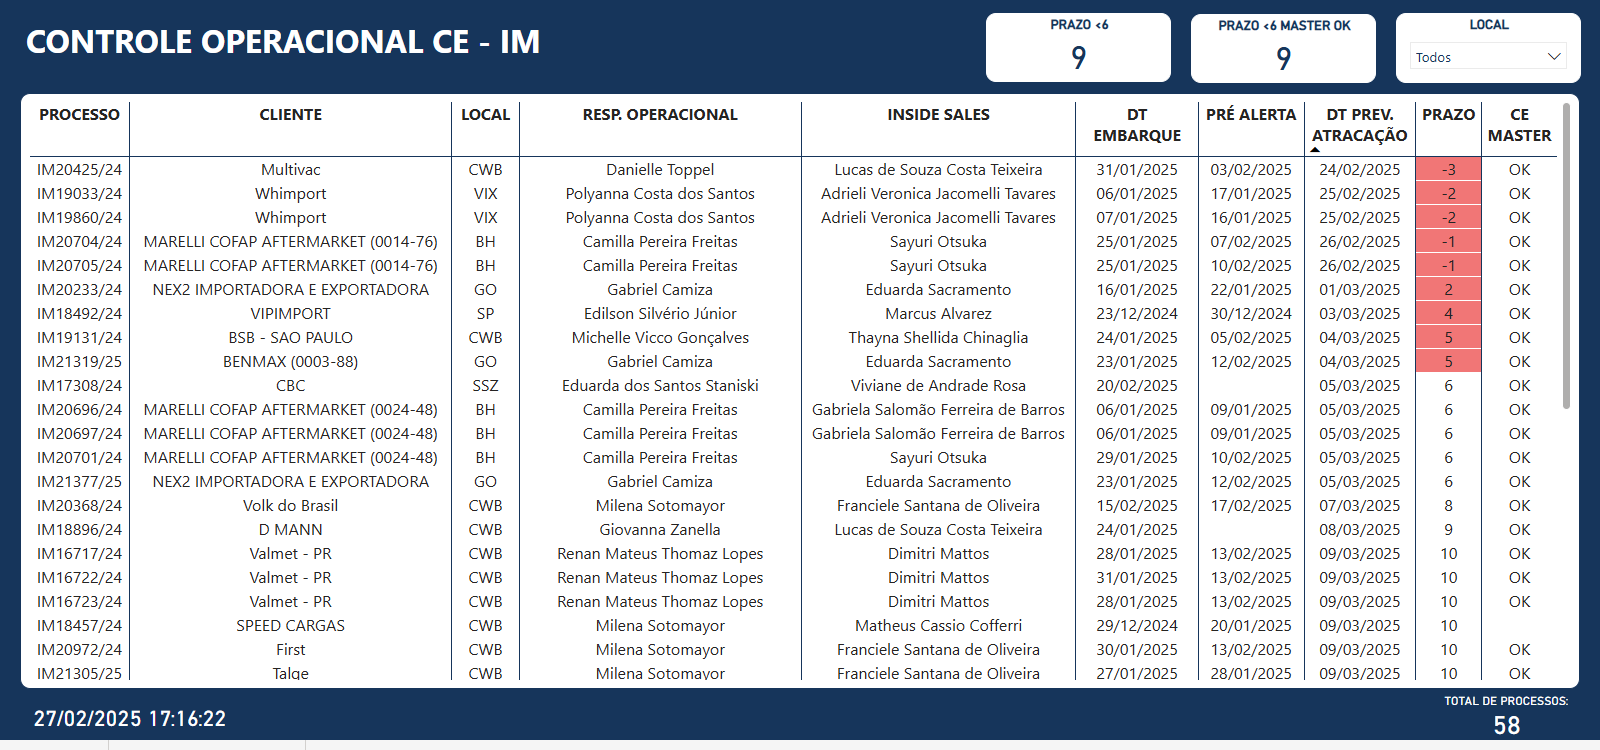 CONTROLE OPERACIONAL CE - IM
PRAZO <6
9
PRAZO <6 MASTER OK
9
LOCAL
Todos
PROCESSO CLIENTE LOCAL RESP. OPERACIONAL INSIDE SALES DT EMBARQUE PRÉ ALERTA DT PREV. ATRACAÇÃO PRAZO CE MASTER
IM20425/24 Multivac CWB Danielle Toppel Lucas de Souza Costa Teixeira 31/01/2025 03/02/2025 24/02/2025 -3 OK
IM19033/24 Whimport VIX Polyanna Costa dos Santos Adrieli Veronica Jacomelli Tavares 06/01/2025 17/01/2025 25/02/2025 -2 OK
IM19860/24 Whimport VIX Polyanna Costa dos Santos Adrieli Veronica Jacomelli Tavares 07/01/2025 16/01/2025 25/02/2025 -2 OK
IM20704/24 MARELLI COFAP AFTERMARKET (0014-76) BH Camilla Pereira Freitas Sayuri Otsuka 25/01/2025 07/02/2025 26/02/2025 -1 OK
IM20705/24 MARELLI COFAP AFTERMARKET (0014-76) BH Camilla Pereira Freitas Sayuri Otsuka 25/01/2025 10/02/2025 26/02/2025 -1 OK
IM20233/24 NEX2 IMPORTADORA E EXPORTADORA GO Gabriel Camiza Eduarda Sacramento 16/01/2025 22/01/2025 01/03/2025 2 OK
IM18492/24 VIPIMPORT SP Edilson Silvério Júnior Marcus Alvarez 23/12/2024 30/12/2024 03/03/2025 4 OK
IM19131/24 BSB - SAO PAULO CWB Michelle Vicco Gonçalves Thayna Shellida Chinaglia 24/01/2025 05/02/2025 04/03/2025 5 OK
IM21319/25 BENMAX (0003-88) GO Gabriel Camiza Eduarda Sacramento 23/01/2025 12/02/2025 04/03/2025 5 OK
IM17308/24 CBC SSZ Eduarda dos Santos Staniski Viviane de Andrade Rosa 20/02/2025 05/03/2025 6 OK
IM20696/24 MARELLI COFAP AFTERMARKET (0024-48) BH Camilla Pereira Freitas Gabriela Salomão Ferreira de Barros 06/01/2025 09/01/2025 05/03/2025 6 OK
IM20697/24 MARELLI COFAP AFTERMARKET (0024-48) BH Camilla Pereira Freitas Gabriela Salomão Ferreira de Barros 06/01/2025 09/01/2025 05/03/2025 6 OK
IM20701/24 MARELLI COFAP AFTERMARKET (0024-48) BH Camilla Pereira Freitas Sayuri Otsuka 29/01/2025 10/02/2025 05/03/2025 6 OK
IM21377/25 NEX2 IMPORTADORA E EXPORTADORA GO Gabriel Camiza Eduarda Sacramento 23/01/2025 12/02/2025 05/03/2025 6 OK
IM20368/24 Volk do Brasil CWB Milena Sotomayor Franciele Santana de Oliveira 15/02/2025 17/02/2025 07/03/2025 8 OK
IM18896/24 D MANN CWB Giovanna Zanella Lucas de Souza Costa Teixeira 24/01/2025 08/03/2025 9 OK
IM16717/24 Valmet - PR CWB Renan Mateus Thomaz Lopes Dimitri Mattos 28/01/2025 13/02/2025 09/03/2025 10 OK
IM16722/24 Valmet - PR CWB Renan Mateus Thomaz Lopes Dimitri Mattos 31/01/2025 13/02/2025 09/03/2025 10 OK
IM16723/24 Valmet - PR CWB Renan Mateus Thomaz Lopes Dimitri Mattos 28/01/2025 13/02/2025 09/03/2025 10 OK
IM18457/24 SPEED CARGAS CWB Milena Sotomayor Matheus Cassio Cofferri 29/12/2024 20/01/2025 09/03/2025 10
IM20972/24 First CWB Milena Sotomayor Franciele Santana de Oliveira 30/01/2025 13/02/2025 09/03/2025 10 OK
IM21305/25 Talge CWB Milena Sotomayor Franciele Santana de Oliveira 27/01/2025 28/01/2025 09/03/2025 10 OK
27/02/2025 17:16:22
TOTAL DE PROCESSOS:
58